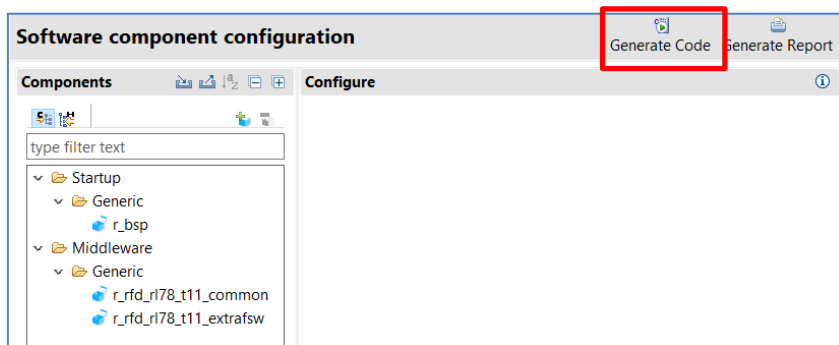 Software component configuration
Generate Code
Generate Report
Components
Configure
type filter text
Startup
Generic
r_bsp
Middleware
Generic
r_rfd_rl78_t11_common
r_rfd_rl78_t11_extrafsw